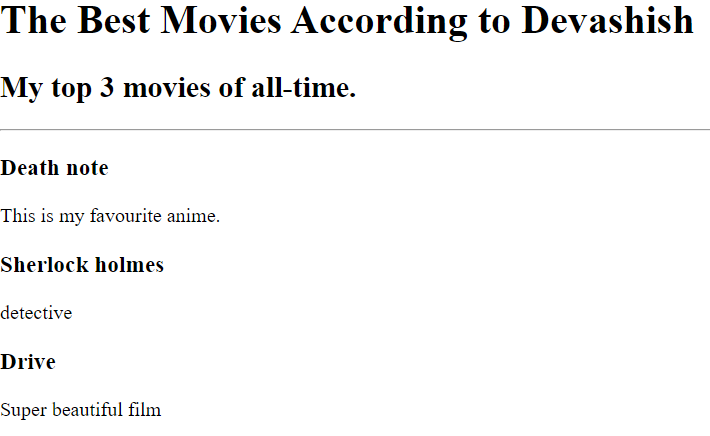 The Best Movies According to Devashish
My top 3 movies of all-time.
Death note
This is my favourite anime.
Sherlock holmes
detective
Drive
Super beautiful film